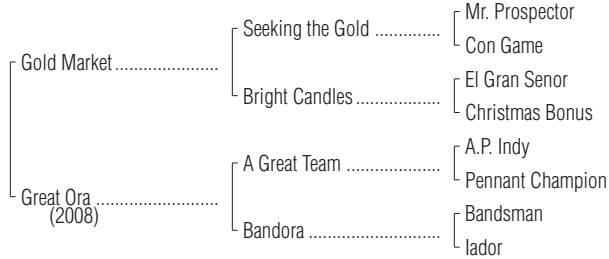 Mr. Prospector
Seeking the Gold ..............
Con Game
Gold Market.......................
El Gran Senor
Bright Candles ...................
Christmas Bonus
A.P. Indy
A Great Team .....................
Pennant Champion
Great Ora ...........................
(2008)
Bandsman
Bandora .............................
Iador